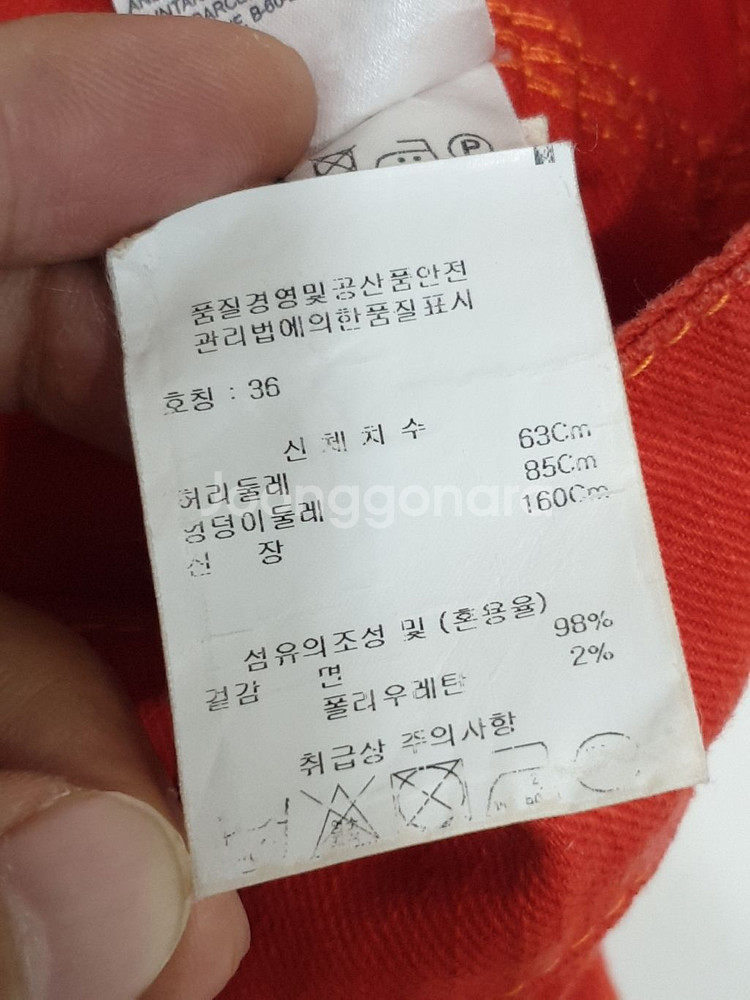 품질경영및공산품안전
관리법에의한품질표시
호칭 : 36
신 체 치 수
허리둘레 63Cm
엉덩이둘레 85Cm
신 장 160Cm
섬유의조성 및 (혼용율)
겉감 면 98%
폴리우레탄 2%
취급상 주의사항
Joonggonara
P